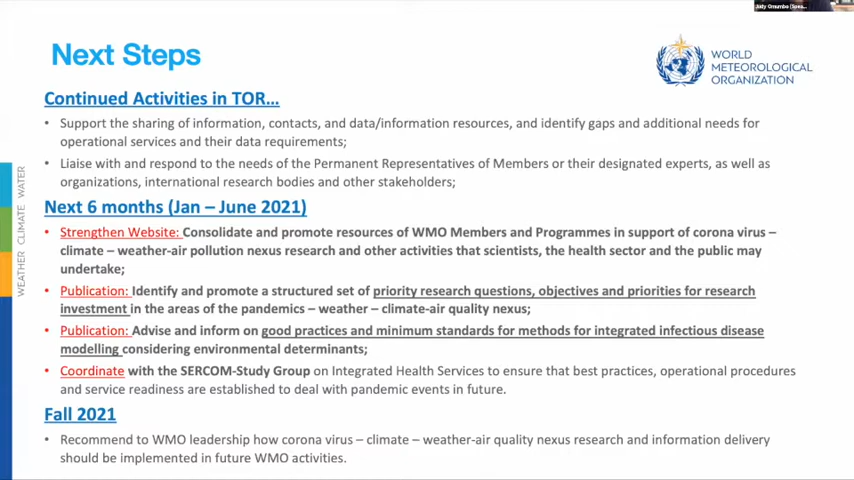 Judy Omumbo
Next Steps
WORLD
METEOROLOGICAL
ORGANIZATION
Continued Activities in TOR…
• Support the sharing of information, contacts, and data/information resources, and identify gaps and additional needs for
operational services and their data requirements;
• Liaise with and respond to the needs of the Permanent Representatives of Members or their designated experts, as well as
organizations, international research bodies and other stakeholders;
WEATHER CLIMATE WATER
Next 6 months (Jan – June 2021)
• Strengthen Website: Consolidate and promote resources of WMO Members and Programmes in support of corona virus –
climate – weather-air pollution nexus research and other activities that scientists, the health sector and the public may
undertake;
• Publication: Identify and promote a structured set of priority research questions, objectives and priorities for research
investment in the areas of the pandemics – weather – climate-air quality nexus;
• Publication: Advise and inform on good practices and minimum standards for methods for integrated infectious disease
modelling considering environmental determinants;
• Coordinate with the SERCOM-Study Group on Integrated Health Services to ensure that best practices, operational procedures
and service readiness are established to deal with pandemic events in future.
Fall 2021
• Recommend to WMO leadership how corona virus – climate – weather-air quality nexus research and information delivery
should be implemented in future WMO activities.